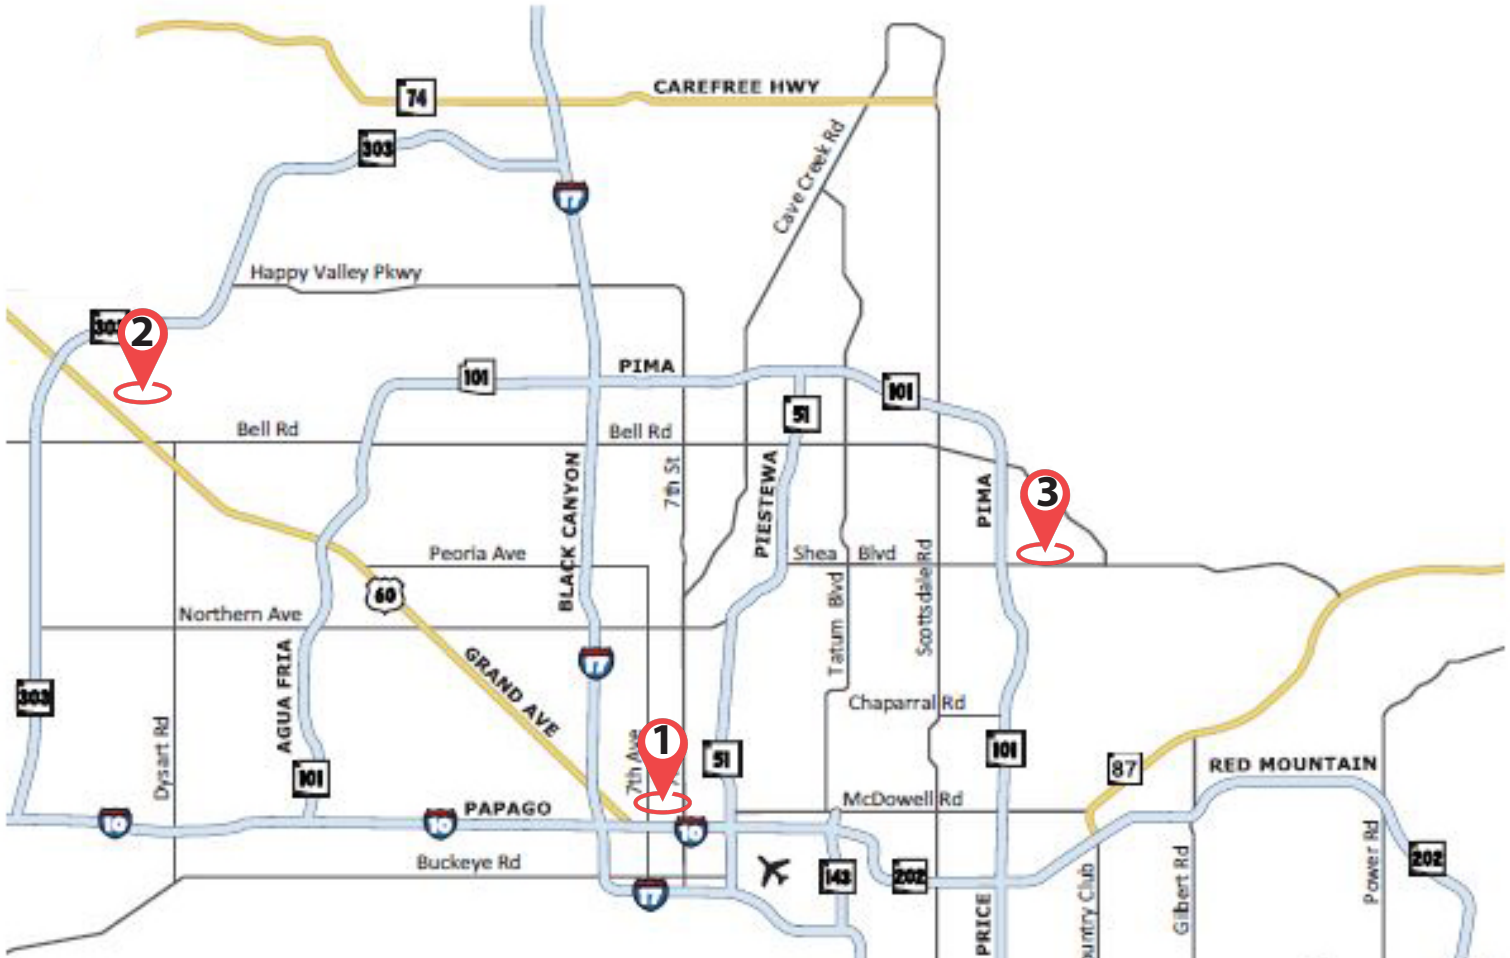 CAREFREE HWY
74
303
Cave Creek Rd
17
Happy Valley Pkwy
2
PIMA
101
101
51
Bell Rd
Bell Rd
7th St
BLACK CANYON
PIESTEWA
PIMA
3
Peoria Ave
Shea Blvd
60
Northern Ave
Tatum Blvd
Scottsdale Rd
AGUA FRIA
GRAND AVE
17
303
Chaparral Rd
Dysart Rd
7th Ave
1
51
101
101
87
RED MOUNTAIN
10
10
PAPAGO
10
McDowell Rd
Buckeye Rd
17
143
202
202
PRICE
Gilbert Rd
Power Rd